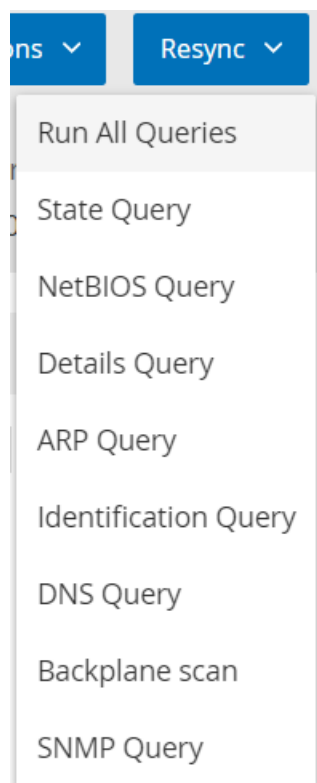 ons Resync
Run All Queries
State Query
NetBIOS Query
Details Query
ARP Query
Identification Query
DNS Query
Backplane scan
SNMP Query